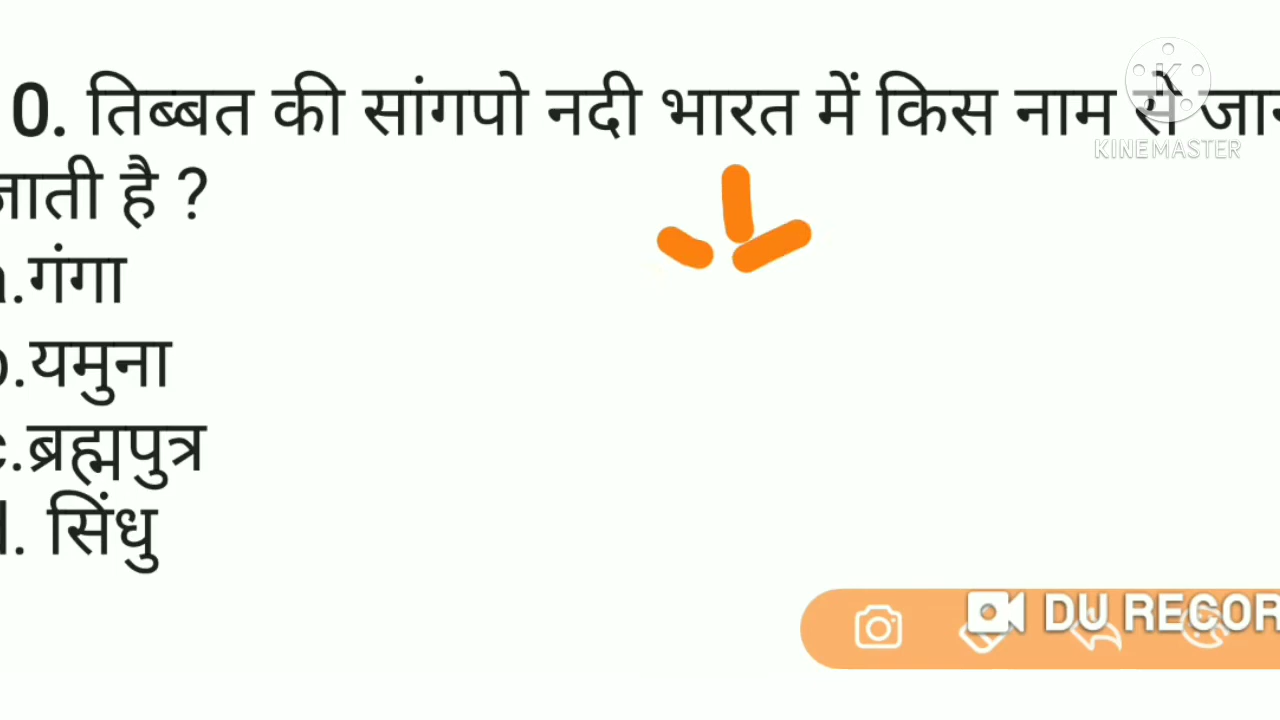 0. तिब्बत की सांगपो नदी भारत में किस नाम से
जाती है ?
.गंगा
.यमुना
c.ब्रह्मपुत्र
. सिंधु
KINEMASTER
DU RECOR